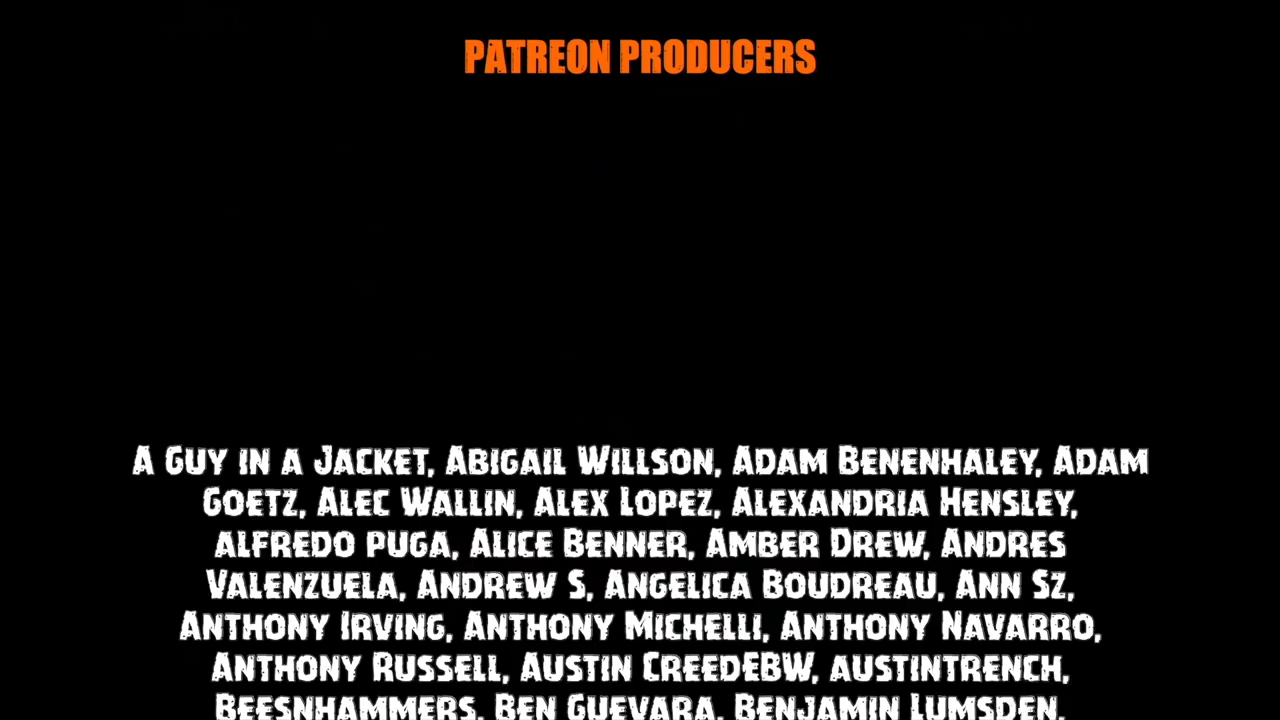 PATREON PRODUCERS
A Guy in a Jacket, Abigail Willson, Adam Benenhaley, Adam
Goetz, Alec Wallin, Alex Lopez, Alexandria Hensley,
alfredo puga, Alice Benner, Amber Drew, Andres
Valenzuela, Andrew S, Angelica Boudreau, Ann Sz,
Anthony Irving, Anthony Michelli, Anthony Navarro,
Anthony Russell, Austin CreedEBW, austintrench,
Beesnhammers, Ben Guevara, Benjamin Lumsden,